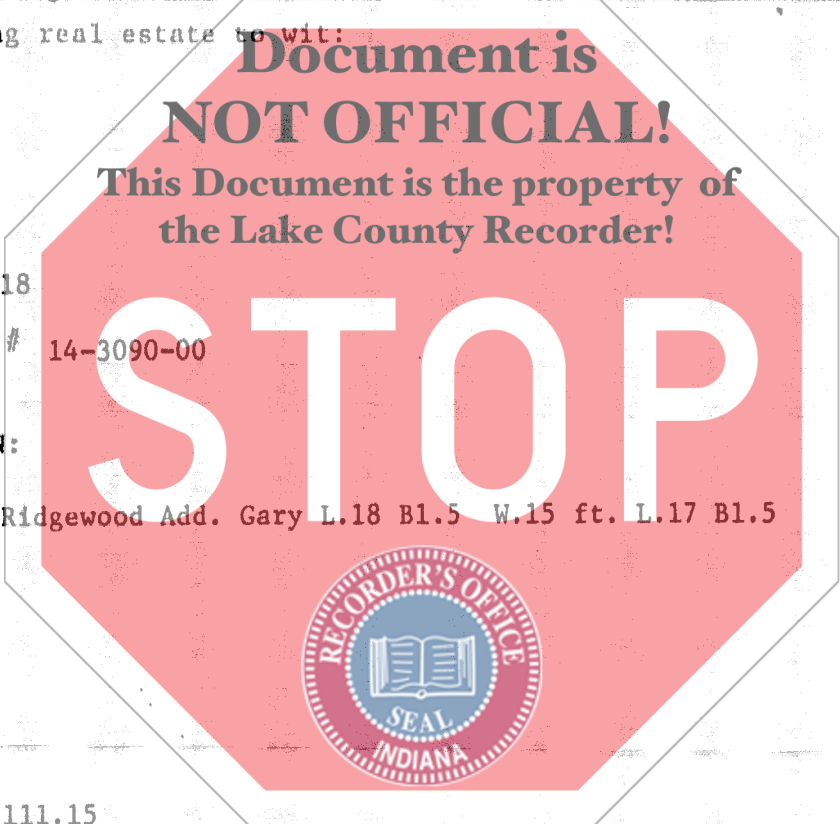 g real estate to wit:
Document is
NOT OFFICIAL!
This Document is the property of
the Lake County Recorder!
18
# 14-3090-00
STOP
:
Ridgewood Add. Gary L.18 B1.5 W.15 ft. L.17 B1.5
RECORDER'S OFFICE
SEAL
INDIANA
111.15